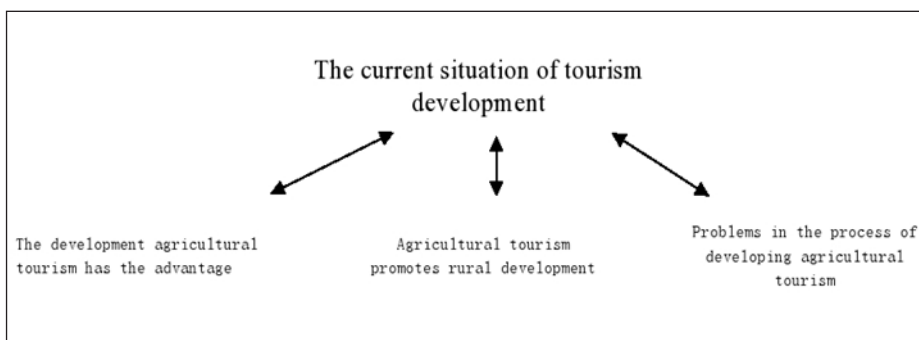 The current situation of tourism
development
The development agricultural
tourism has the advantage
Agricultural tourism
promotes rural development
Problems in the process of
developing agricultural
tourism